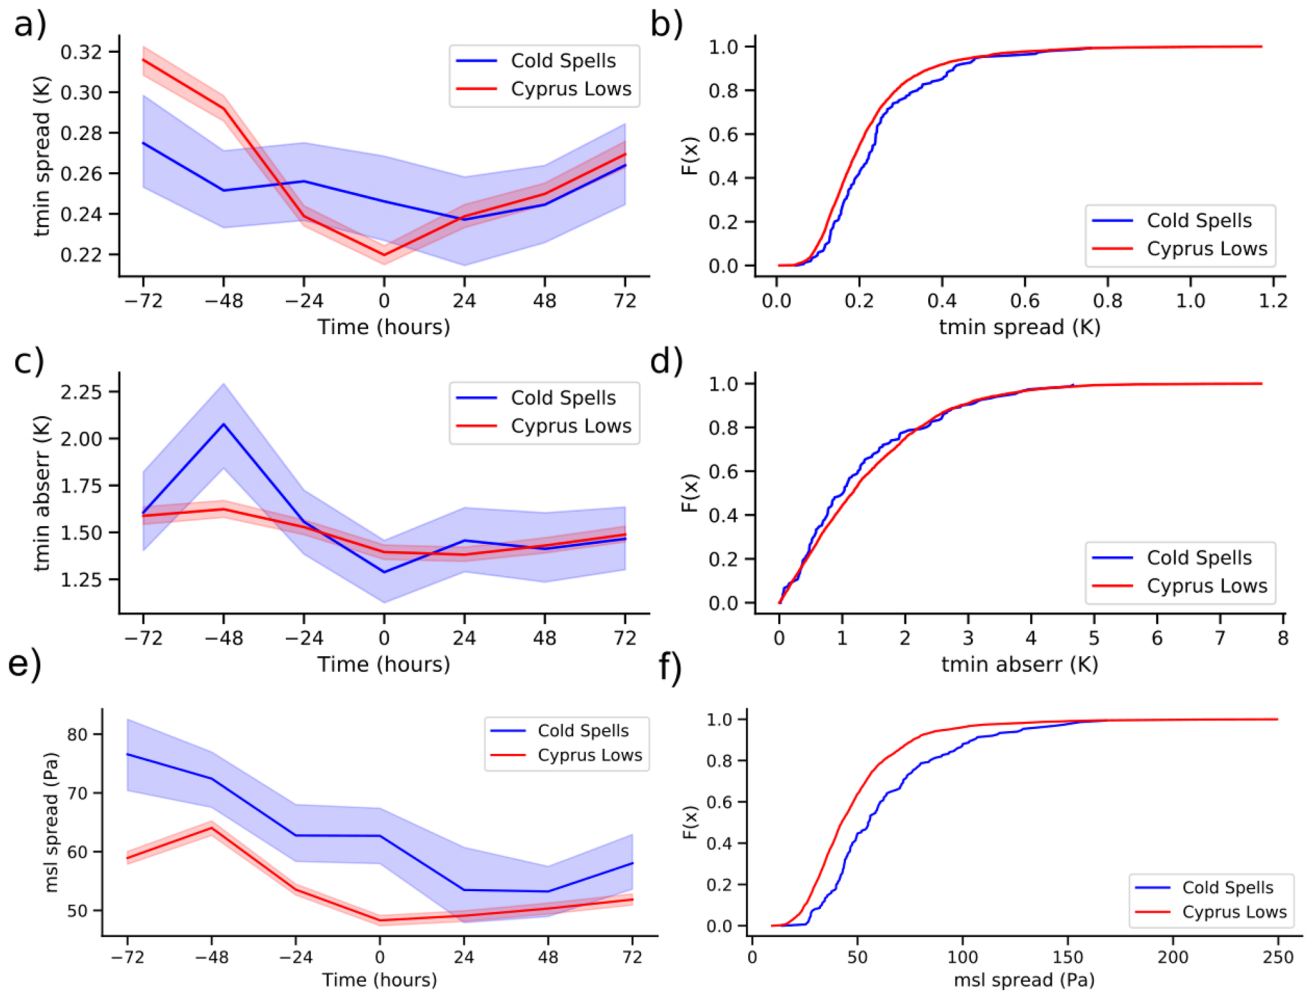 a)
tmin spread (K)
0.32
0.30
0.28
0.26
0.24
0.22
Cold Spells
Cyprus Lows
−72 −48 −24 0 24 48 72
Time (hours)
b)
F(x)
1.0
0.8
0.6
0.4
0.2
0.0
Cold Spells
Cyprus Lows
0.0 0.2 0.4 0.6 0.8 1.0 1.2
tmin spread (K)
c)
tmin abserr (K)
2.25
2.00
1.75
1.50
1.25
Cold Spells
Cyprus Lows
−72 −48 −24 0 24 48 72
Time (hours)
d)
F(x)
1.0
0.8
0.6
0.4
0.2
0.0
Cold Spells
Cyprus Lows
0 1 2 3 4 5 6 7 8
tmin abserr (K)
e)
msl spread (Pa)
80
70
60
50
Cold Spells
Cyprus Lows
−72 −48 −24 0 24 48 72
Time (hours)
f)
F(x)
1.0
0.8
0.6
0.4
0.2
0.0
Cold Spells
Cyprus Lows
0 50 100 150 200 250
msl spread (Pa)